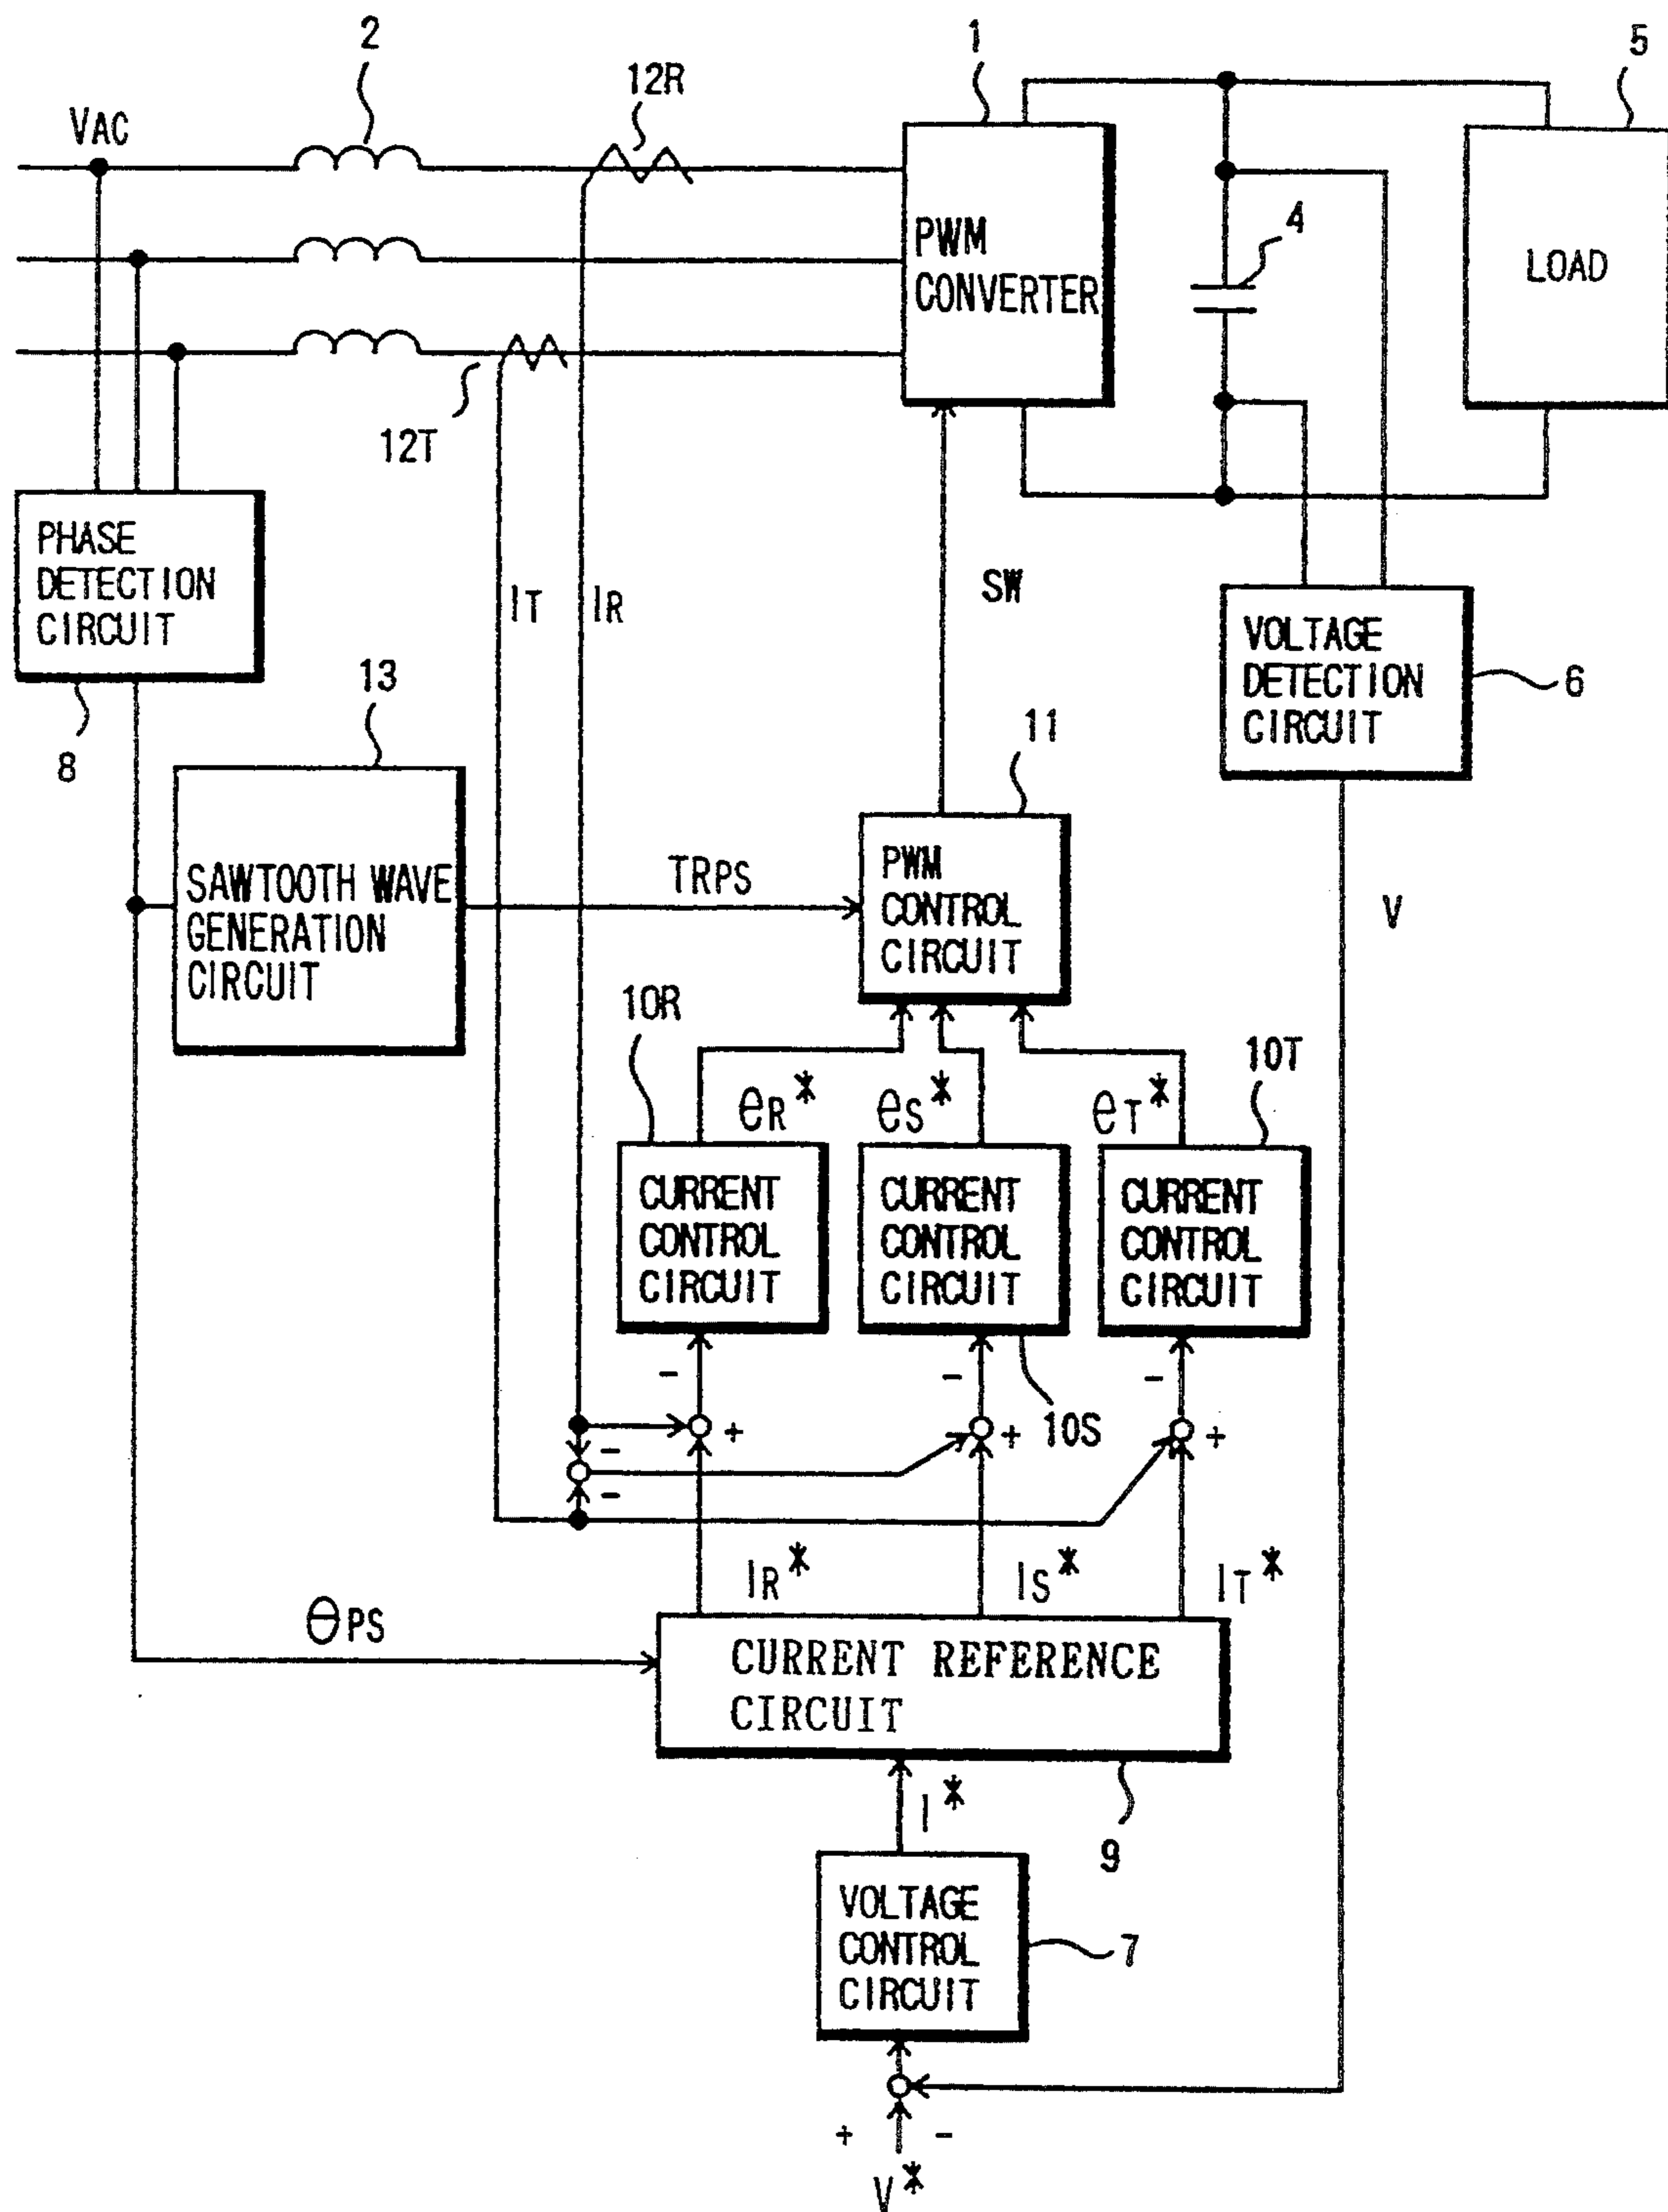 2
1
5
12R
VAC
PWM
CONVERTER
4
LOAD
12T
PHASE
DETECTION
CIRCUIT
IT
IR
SW
VOLTAGE
DETECTION
CIRCUIT
6
8
13
11
SAWTOOTH WAVE
GENERATION
CIRCUIT
TRPS
PWM
CONTROL
CIRCUIT
V
10R
10T
eR*
eS*
eT*
CURRENT
CONTROL
CIRCUIT
CURRENT
CONTROL
CIRCUIT
CURRENT
CONTROL
CIRCUIT
-
-
-
+
+
10S
+
-
-
IR*
IS*
IT*
θPS
CURRENT REFERENCE
CIRCUIT
I*
9
VOLTAGE
CONTROL
CIRCUIT
7
+
-
V*